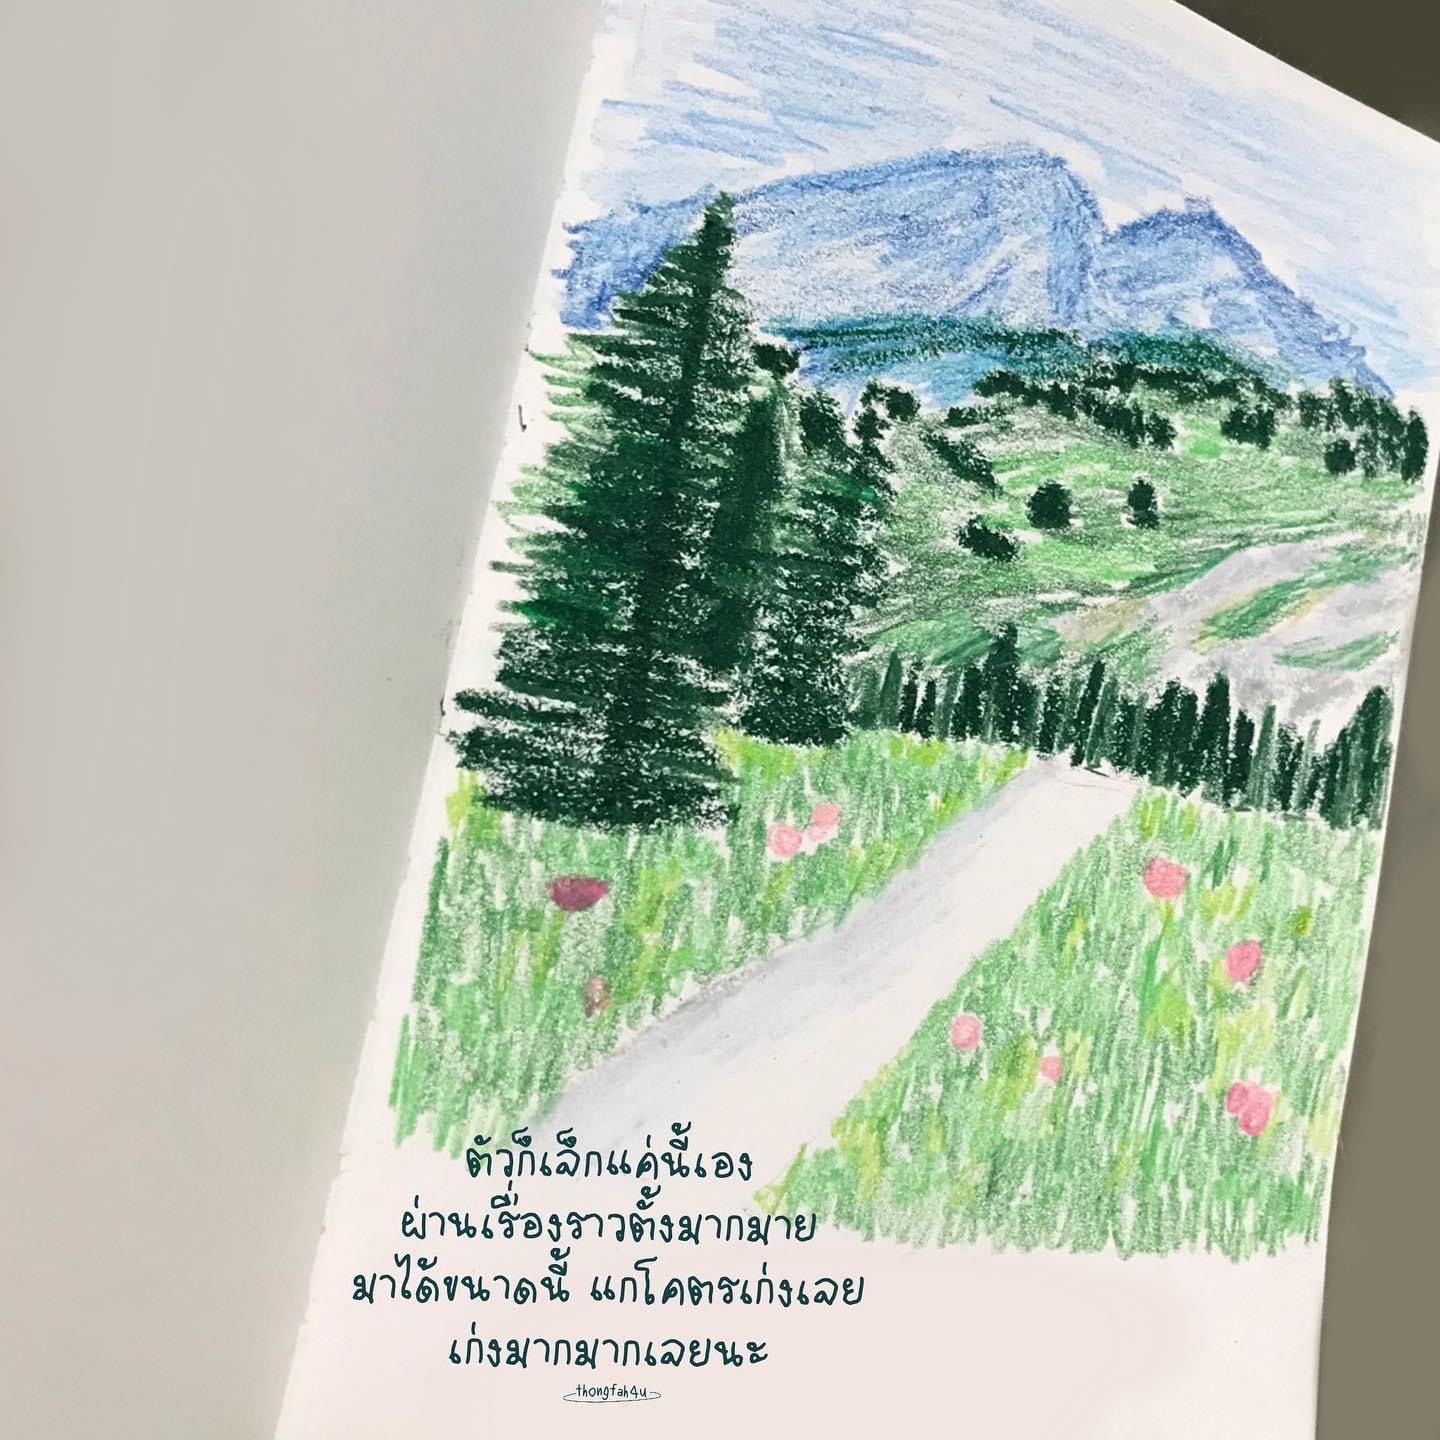 ตัวก็เล็กแค่นี้เอง
ผ่านเรื่องราวตั้งมากมาย
มาได้ขนาดนี้ แกโคตรเก่งเลย
เก่งมากมากเลยนะ
thongfah4u